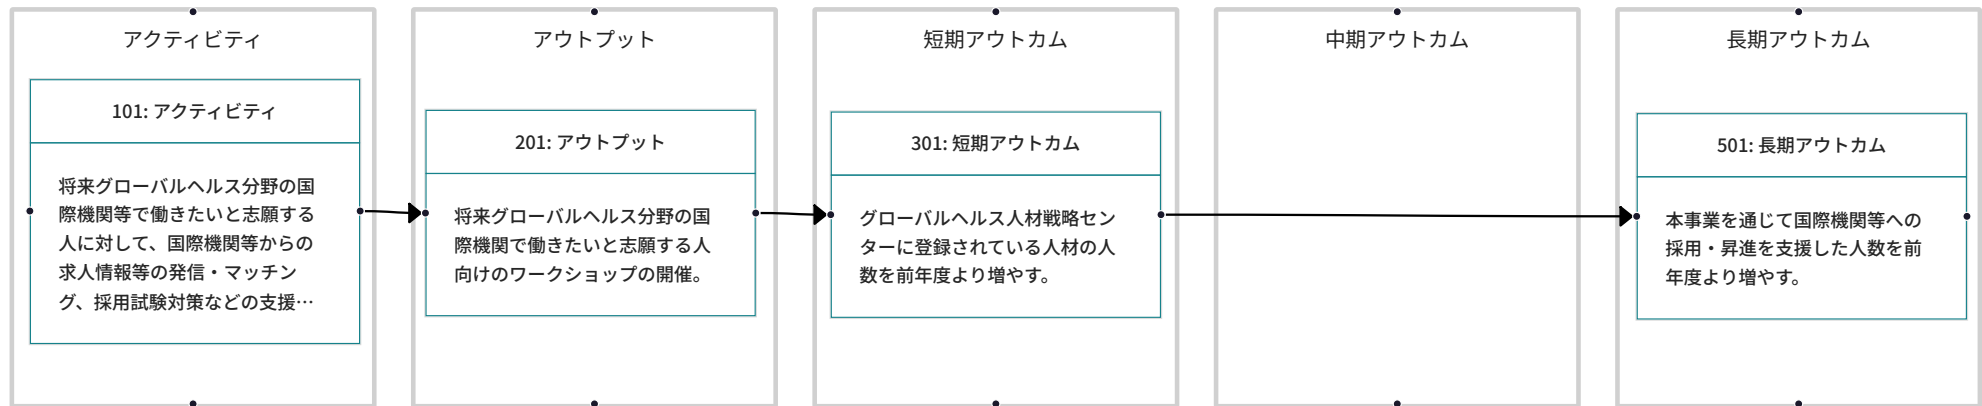 アクティビティ
アウトプット
短期アウトカム
中期アウトカム
長期アウトカム
101: アクティビティ
将来グローバルヘルス分野の国
際機関等で働きたいと志願する
人に対して、国際機関等からの
求人情報等の発信・マッチン
グ、採用試験対策などの支援…
201: アウトプット
将来グローバルヘルス分野の国
際機関で働きたいと志願する人
向けのワークショップの開催。
301: 短期アウトカム
グローバルヘルス人材戦略セン
ターに登録されている人材の人
数を前年度より増やす。
501: 長期アウトカム
本事業を通じて国際機関等への
採用・昇進を支援した人数を前
年度より増やす。